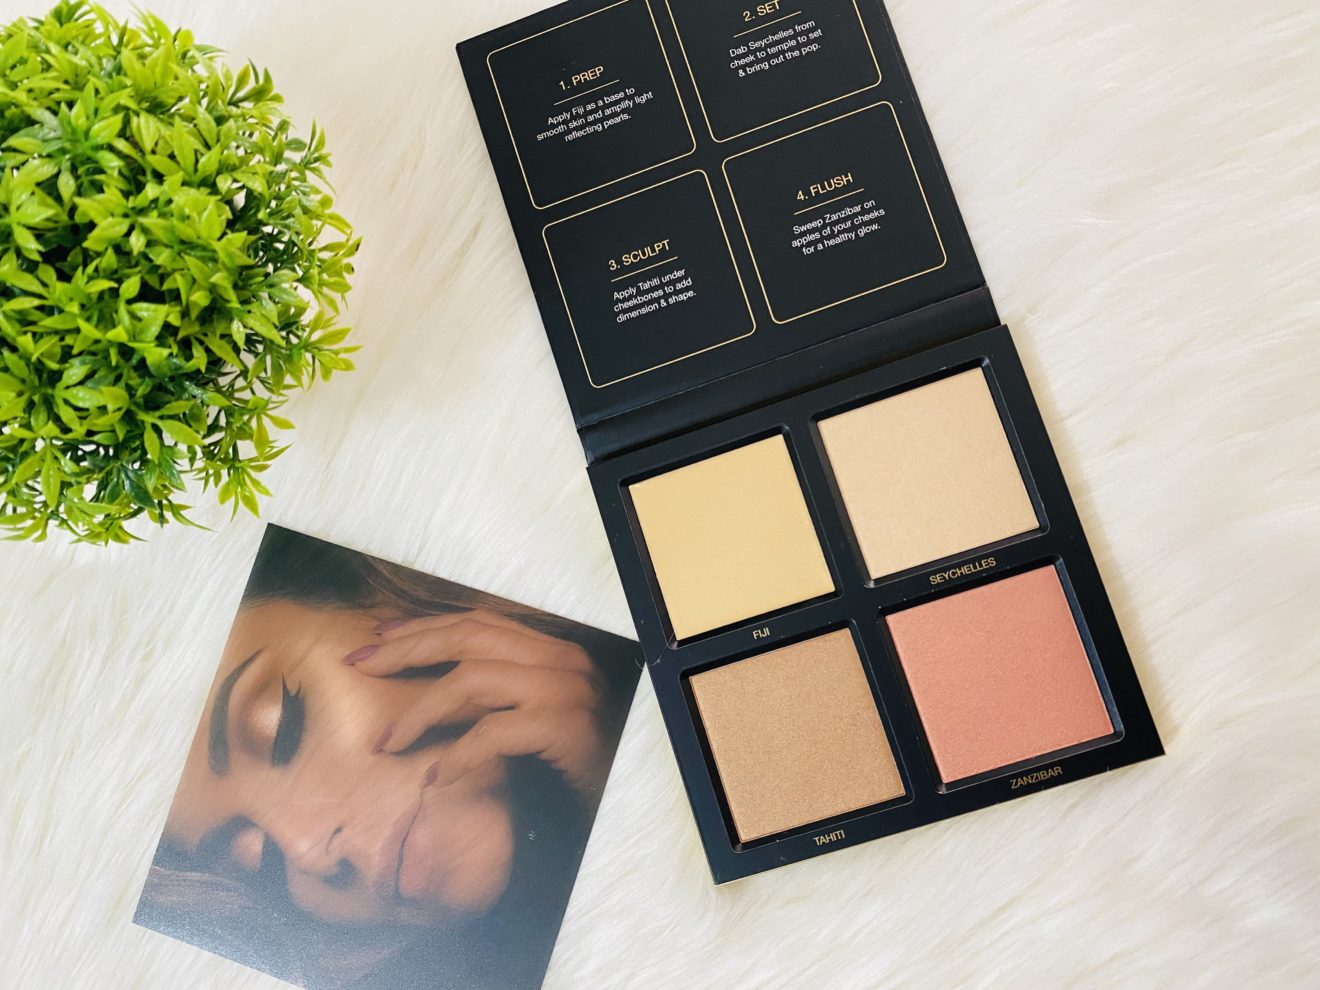 1. PREP
Apply Fiji as a base to
smooth skin and amplify light
reflecting pearls.
2. SET
Dab Seychelles from
cheek to temple to set
& bring out the pop.
3. SCULPT
Apply Tahiti under
cheekbones to add
dimension & shape.
4. FLUSH
Sweep Zanzibar on
apples of your cheeks
for a healthy glow.
FIJI
SEYCHELLES
TAHITI
ZANZIBAR